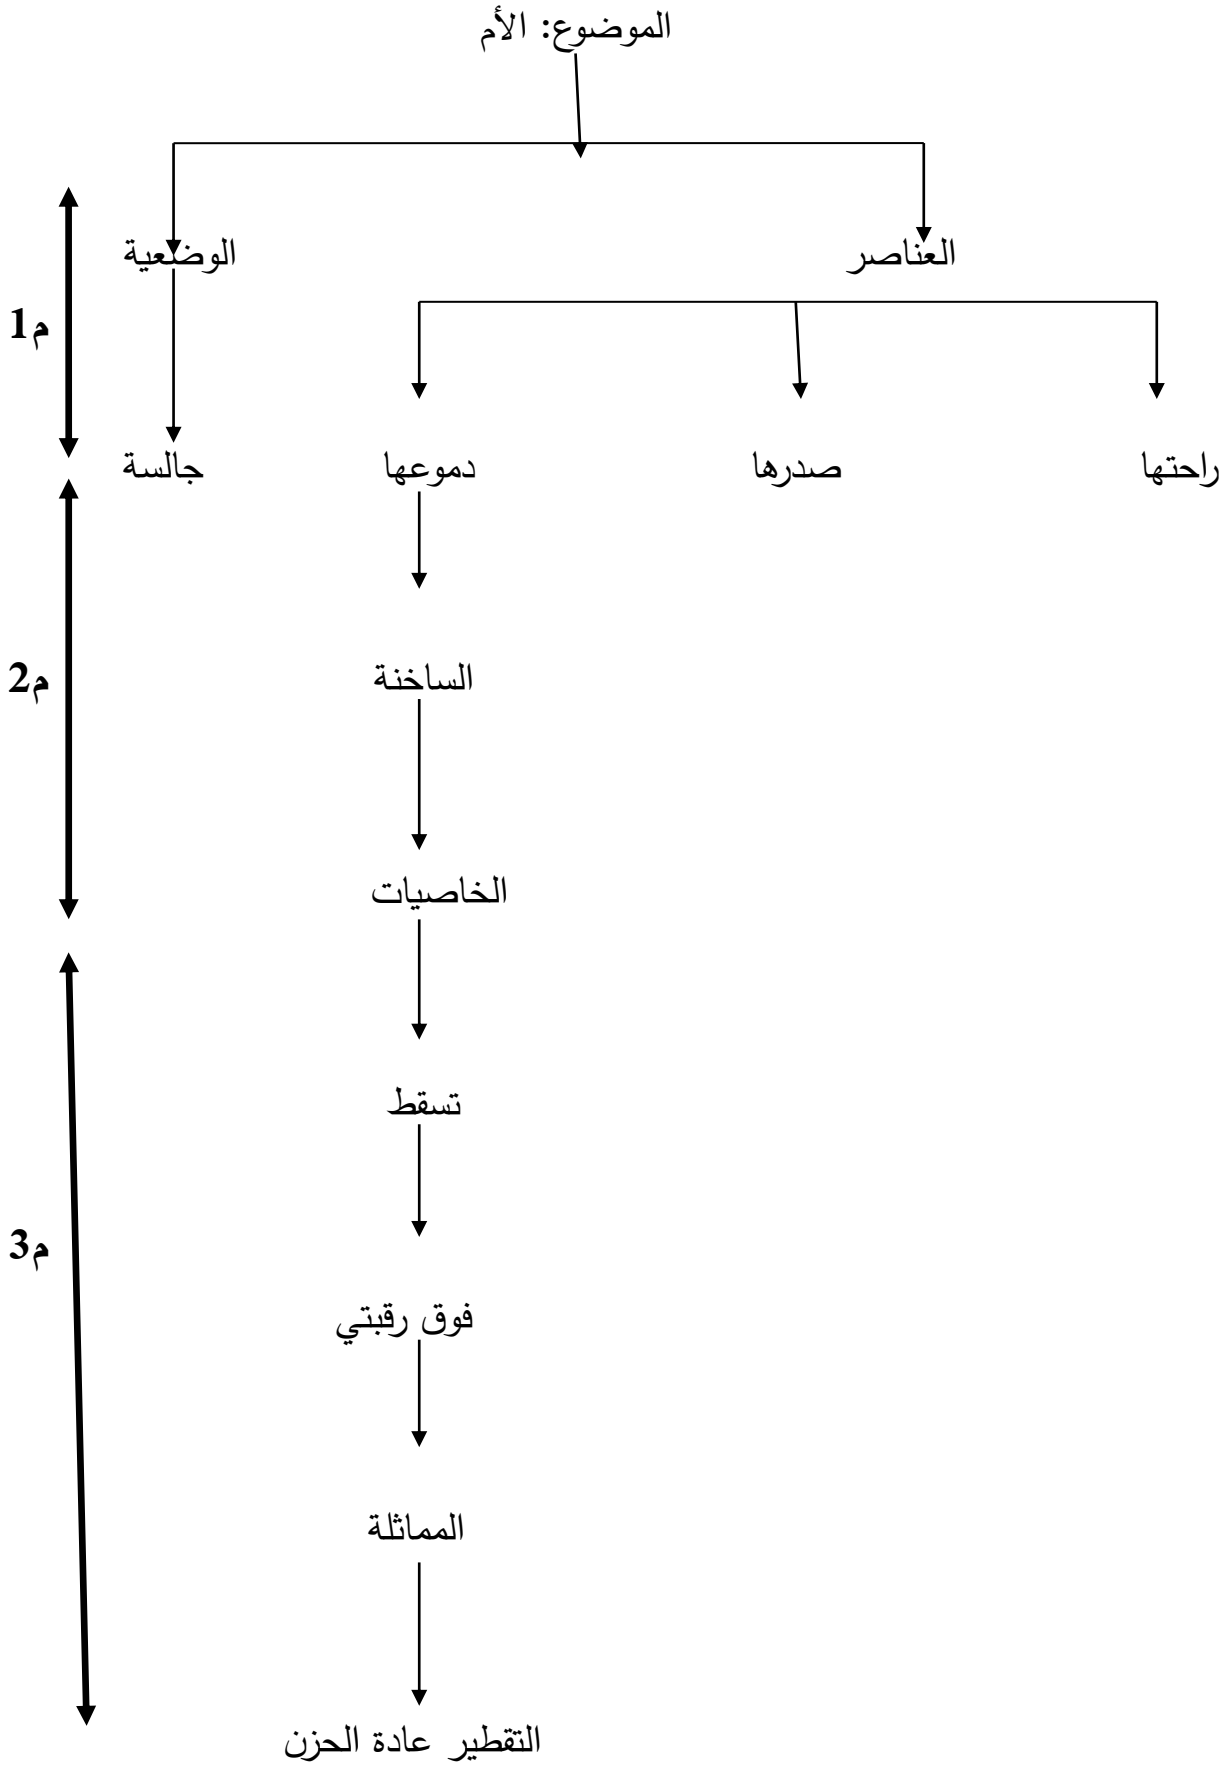 الموضوع: الأم
العناصر
الوضعية
م1
راحتها
صدرها
دموعها
جالسة
م2
الساخنة
الخاصيات
تسقط
م3
فوق رقبتي
المماثلة
التقطير عادة الحزن